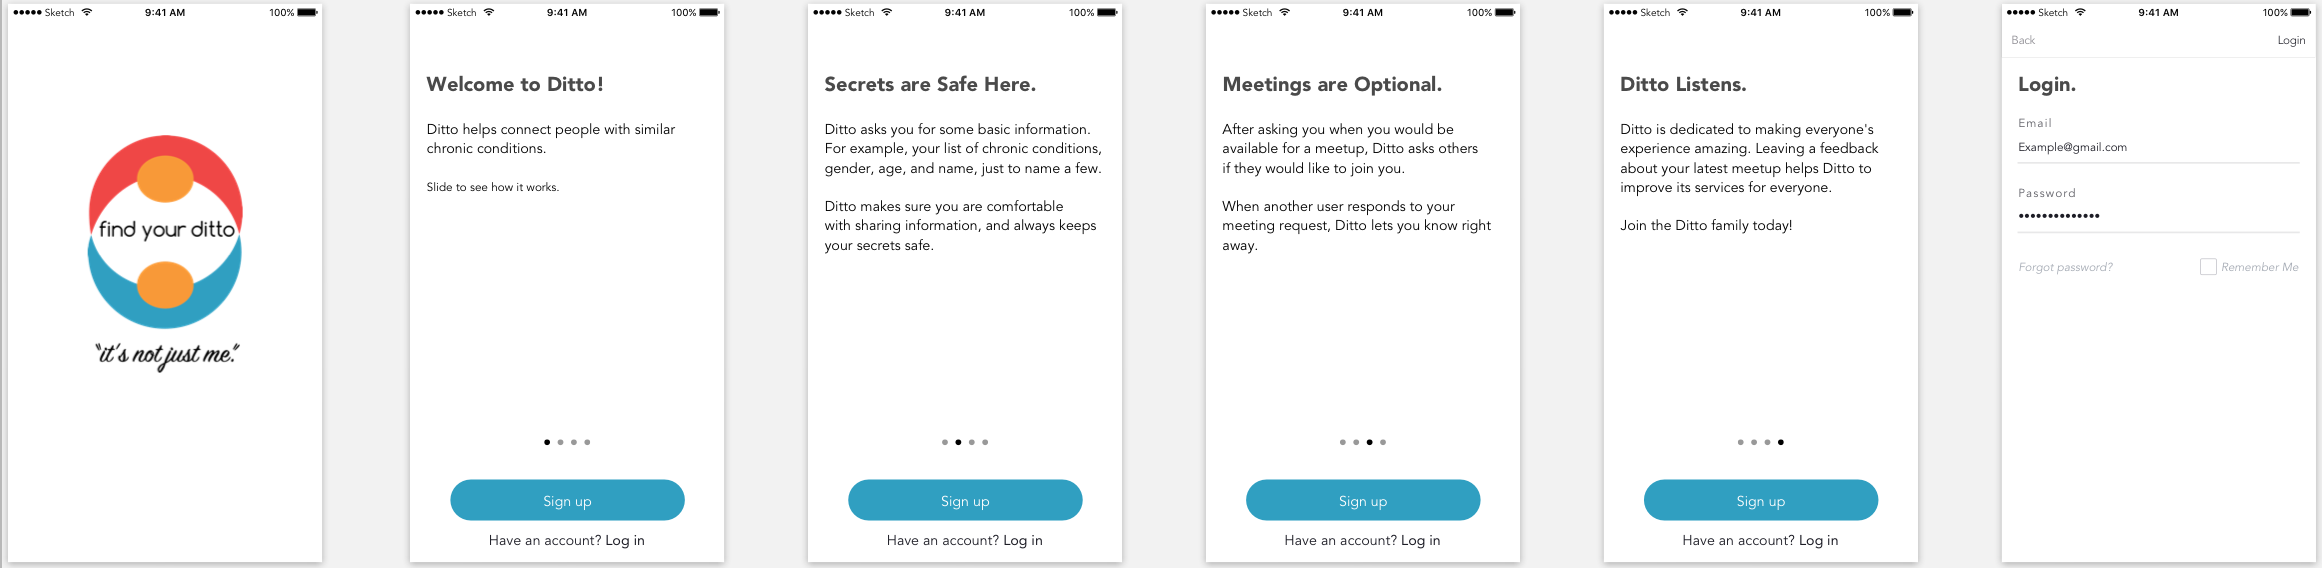 Sketch 9:41 AM 100%
find your ditto
"it's not just me."
Sketch 9:41 AM 100%
Welcome to Ditto!
Ditto helps connect people with similar
chronic conditions.
Slide to see how it works.
Sign up
Have an account? Log in
Sketch 9:41 AM 100%
Secrets are Safe Here.
Ditto asks you for some basic information.
For example, your list of chronic conditions,
gender, age, and name, just to name a few.
Ditto makes sure you are comfortable
with sharing information, and always keeps
your secrets safe.
Sign up
Have an account? Log in
Sketch 9:41 AM 100%
Meetings are Optional.
After asking you when you would be
available for a meetup, Ditto asks others
if they would like to join you.
When another user responds to your
meeting request, Ditto lets you know right
away.
Sign up
Have an account? Log in
Sketch 9:41 AM 100%
Ditto Listens.
Ditto is dedicated to making everyone's
experience amazing. Leaving a feedback
about your latest meetup helps Ditto to
improve its services for everyone.
Join the Ditto family today!
Sign up
Have an account? Log in
Sketch 9:41 AM 100%
Back Login
Login.
Email
Example@gmail.com
Password
••••••••••••••
Forgot password? Remember Me